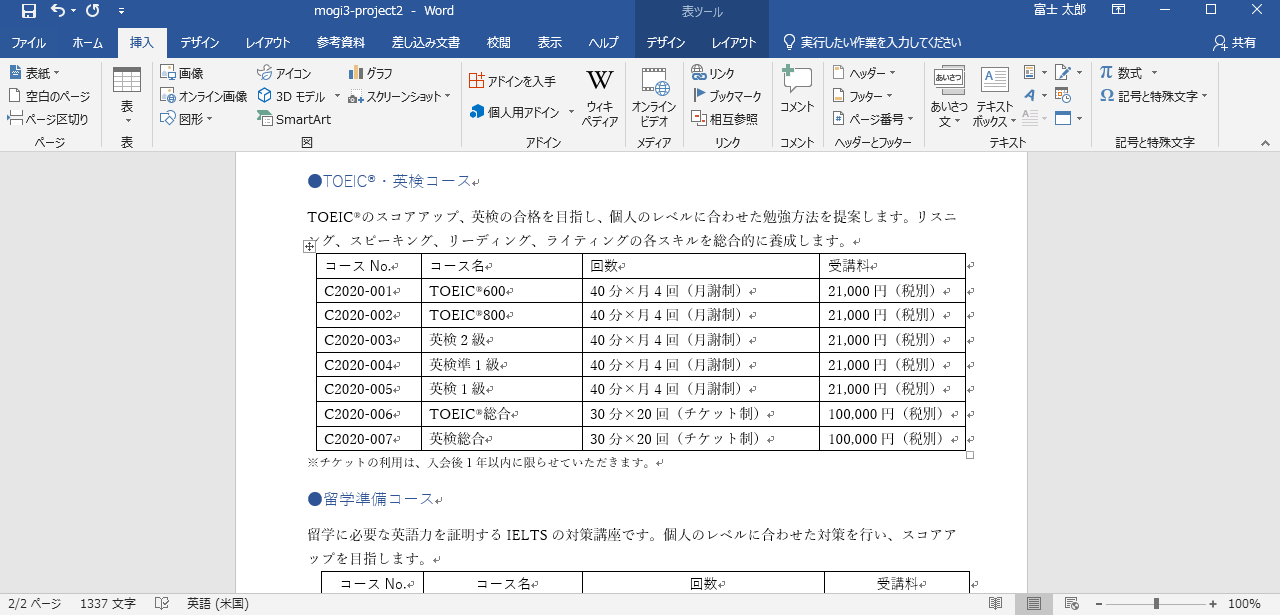 mogi3-project2 - Word
表ツール
富士 太郎
ファイル ホーム 挿入 デザイン レイアウト 参考資料 差し込み文書 校閲 表示 ヘルプ デザイン レイアウト 実行したい作業を入力してください 共有
表紙
空白のページ
ページ区切り
ページ
表
表
画像
オンライン画像
図形
アイコン
3D モデル
SmartArt
グラフ
スクリーンショット
図
アドインを入手
個人用アドイン
ウィキペディア
アドイン
オンラインビデオ
メディア
リンク
ブックマーク
相互参照
リンク
コメント
コメント
ヘッダー
フッター
ページ番号
ヘッダーとフッター
あいさつ
あいさつ文
テキストボックス
テキスト
数式
記号と特殊文字
記号と特殊文字
●TOEIC®・英検コース
TOEIC®のスコアアップ、英検の合格を目指し、個人のレベルに合わせた勉強方法を提案します。リスニ
ング、スピーキング、リーディング、ライティングの各スキルを総合的に養成します。
コース No. コース名 回数 受講料
C2020-001 TOEIC®600 40 分×月 4 回（月謝制） 21,000 円（税別）
C2020-002 TOEIC®800 40 分×月 4 回（月謝制） 21,000 円（税別）
C2020-003 英検 2 級 40 分×月 4 回（月謝制） 21,000 円（税別）
C2020-004 英検準 1 級 40 分×月 4 回（月謝制） 21,000 円（税別）
C2020-005 英検 1 級 40 分×月 4 回（月謝制） 21,000 円（税別）
C2020-006 TOEIC®総合 30 分×20 回（チケット制） 100,000 円（税別）
C2020-007 英検総合 30 分×20 回（チケット制） 100,000 円（税別）
※チケットの利用は、入会後 1 年以内に限らせていただきます。
●留学準備コース
留学に必要な英語力を証明する IELTS の対策講座です。個人のレベルに合わせた対策を行い、スコアア
ップを目指します。
コース No. コース名 回数 受講料
2/2 ページ 1337 文字 英語 (米国) 100%